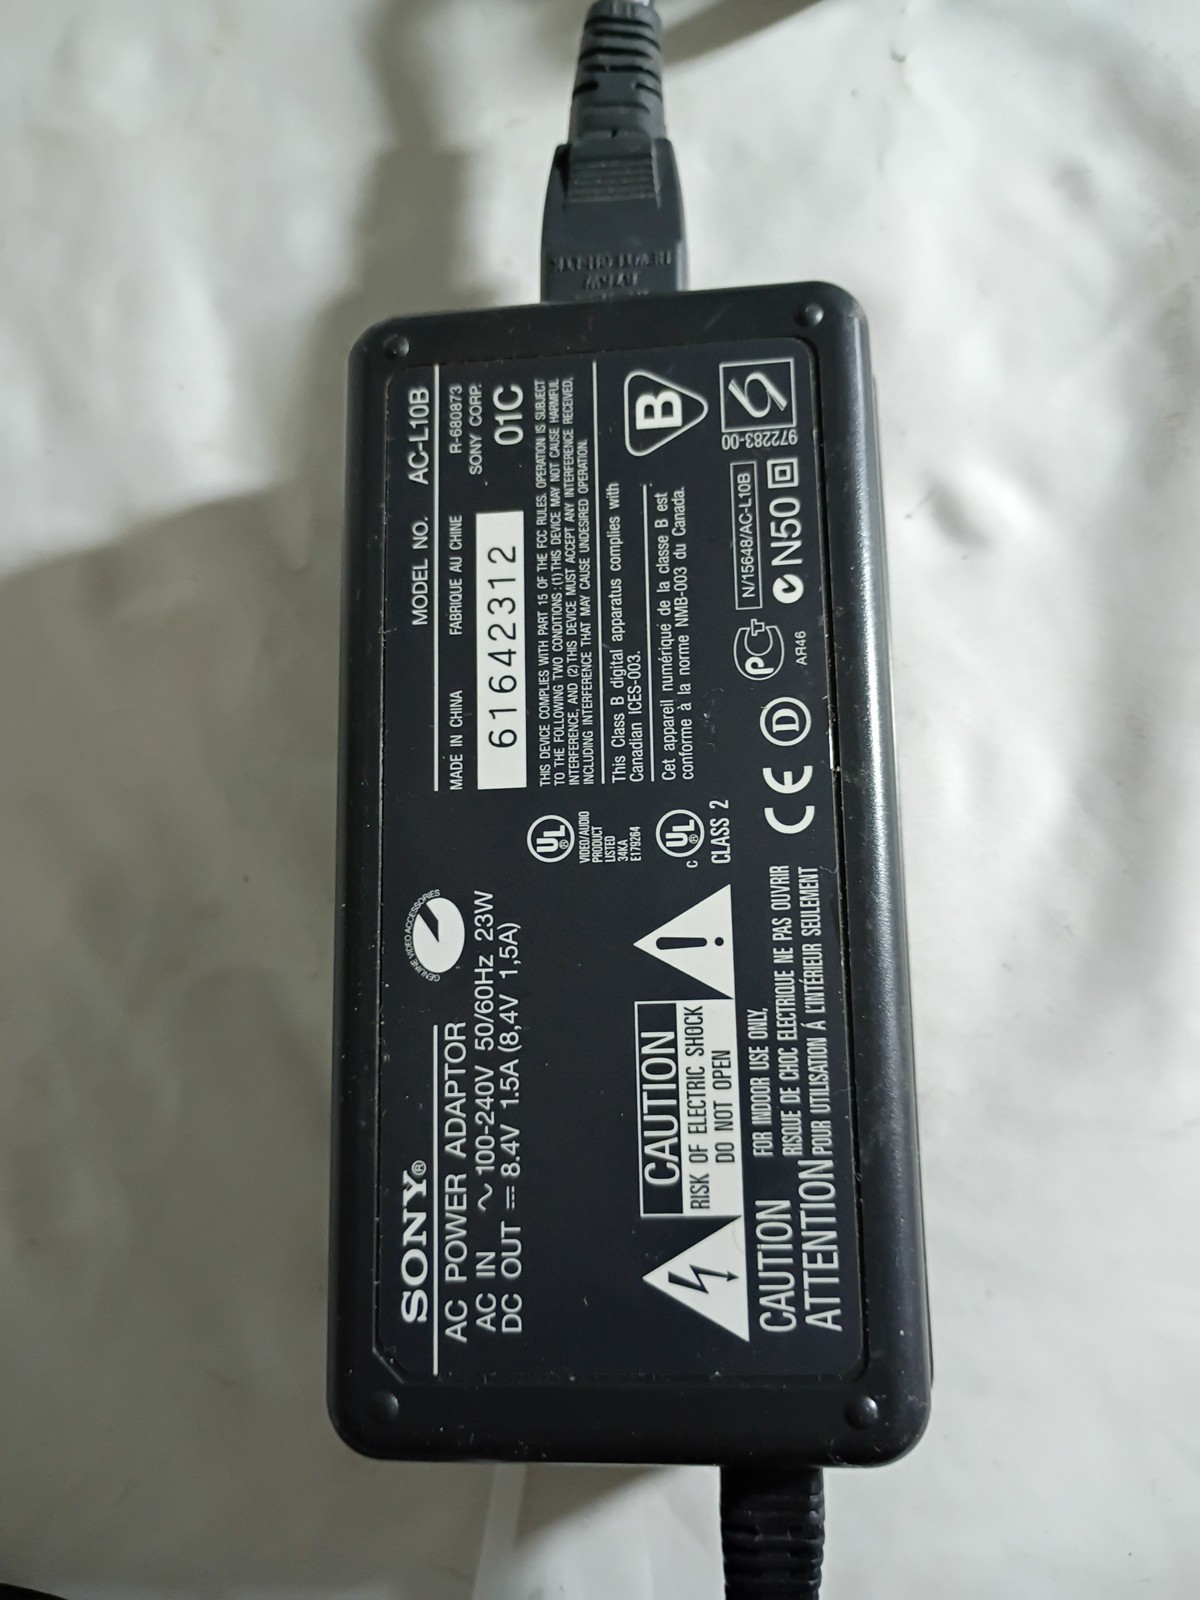 SONY®
AC POWER ADAPTOR
AC IN ~ 100-240V 50/60Hz 23W
DC OUT ⎓ 8.4V 1.5A (8,4V 1,5A)
GENUINE VIDEO ACCESSORIES
MODEL NO. AC-L10B
MADE IN CHINA FABRIQUE AU CHINE R-680873
SONY CORP.
61642312 01C
THIS DEVICE COMPLIES WITH PART 15 OF THE FCC RULES. OPERATION IS SUBJECT
TO THE FOLLOWING TWO CONDITIONS: (1) THIS DEVICE MAY NOT CAUSE HARMFUL
INTERFERENCE, AND (2) THIS DEVICE MUST ACCEPT ANY INTERFERENCE RECEIVED,
INCLUDING INTERFERENCE THAT MAY CAUSE UNDESIRED OPERATION.
This Class B digital apparatus complies with
Canadian ICES-003.
Cet appareil numérique de la classe B est
conforme à la norme NMB-003 du Canada.
B
UL®
VIDEO/AUDIO
PRODUCT
LISTED
34KA
E179264
C UL®
CLASS 2
CAUTION
RISK OF ELECTRIC SHOCK
DO NOT OPEN
!
CAUTION FOR INDOOR USE ONLY.
RISQUE DE CHOC ELECTRIQUE NE PAS OUVRIR
ATTENTION POUR UTILISATION Á L'INTÉRIEUR SEULEMENT
CE D PCT
AR46
N/15648/AC-L10B
N50
972283-00